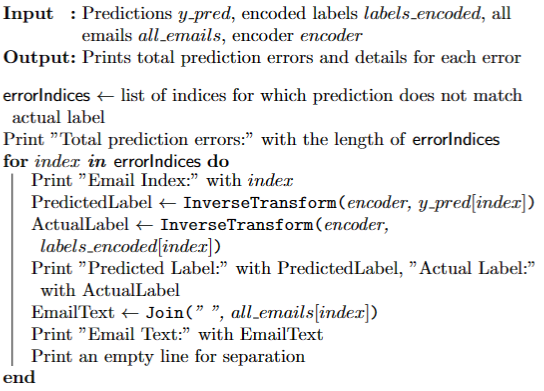 Input : Predictions y_pred, encoded labels labels_encoded, all
emails all_emails, encoder encoder
Output: Prints total prediction errors and details for each error
errorIndices ← list of indices for which prediction does not match
actual label
Print ”Total prediction errors:” with the length of errorIndices
for index in errorIndices do
Print ”Email Index:” with index
PredictedLabel ← InverseTransform(encoder, y_pred[index])
ActualLabel ← InverseTransform(encoder,
labels_encoded[index])
Print ”Predicted Label:” with PredictedLabel, ”Actual Label:”
with ActualLabel
EmailText ← Join(” ”, all_emails[index])
Print ”Email Text:” with EmailText
Print an empty line for separation
end